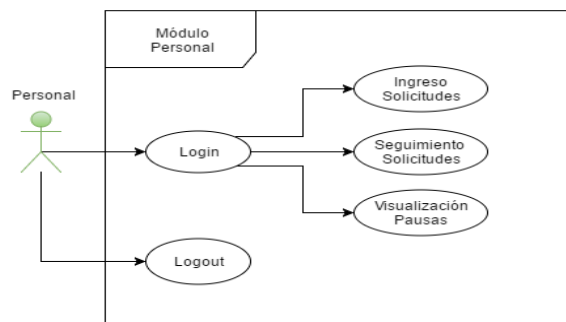 Módulo
Personal
Personal
Ingreso
Solicitudes
Login
Seguimiento
Solicitudes
Visualización
Pausas
Logout